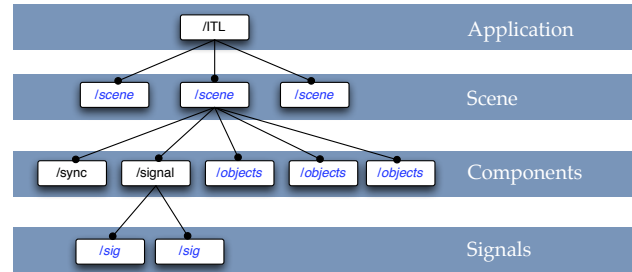 /ITL Application
/scene /scene /scene Scene
/sync /signal /objects /objects /objects Components
/sig /sig Signals